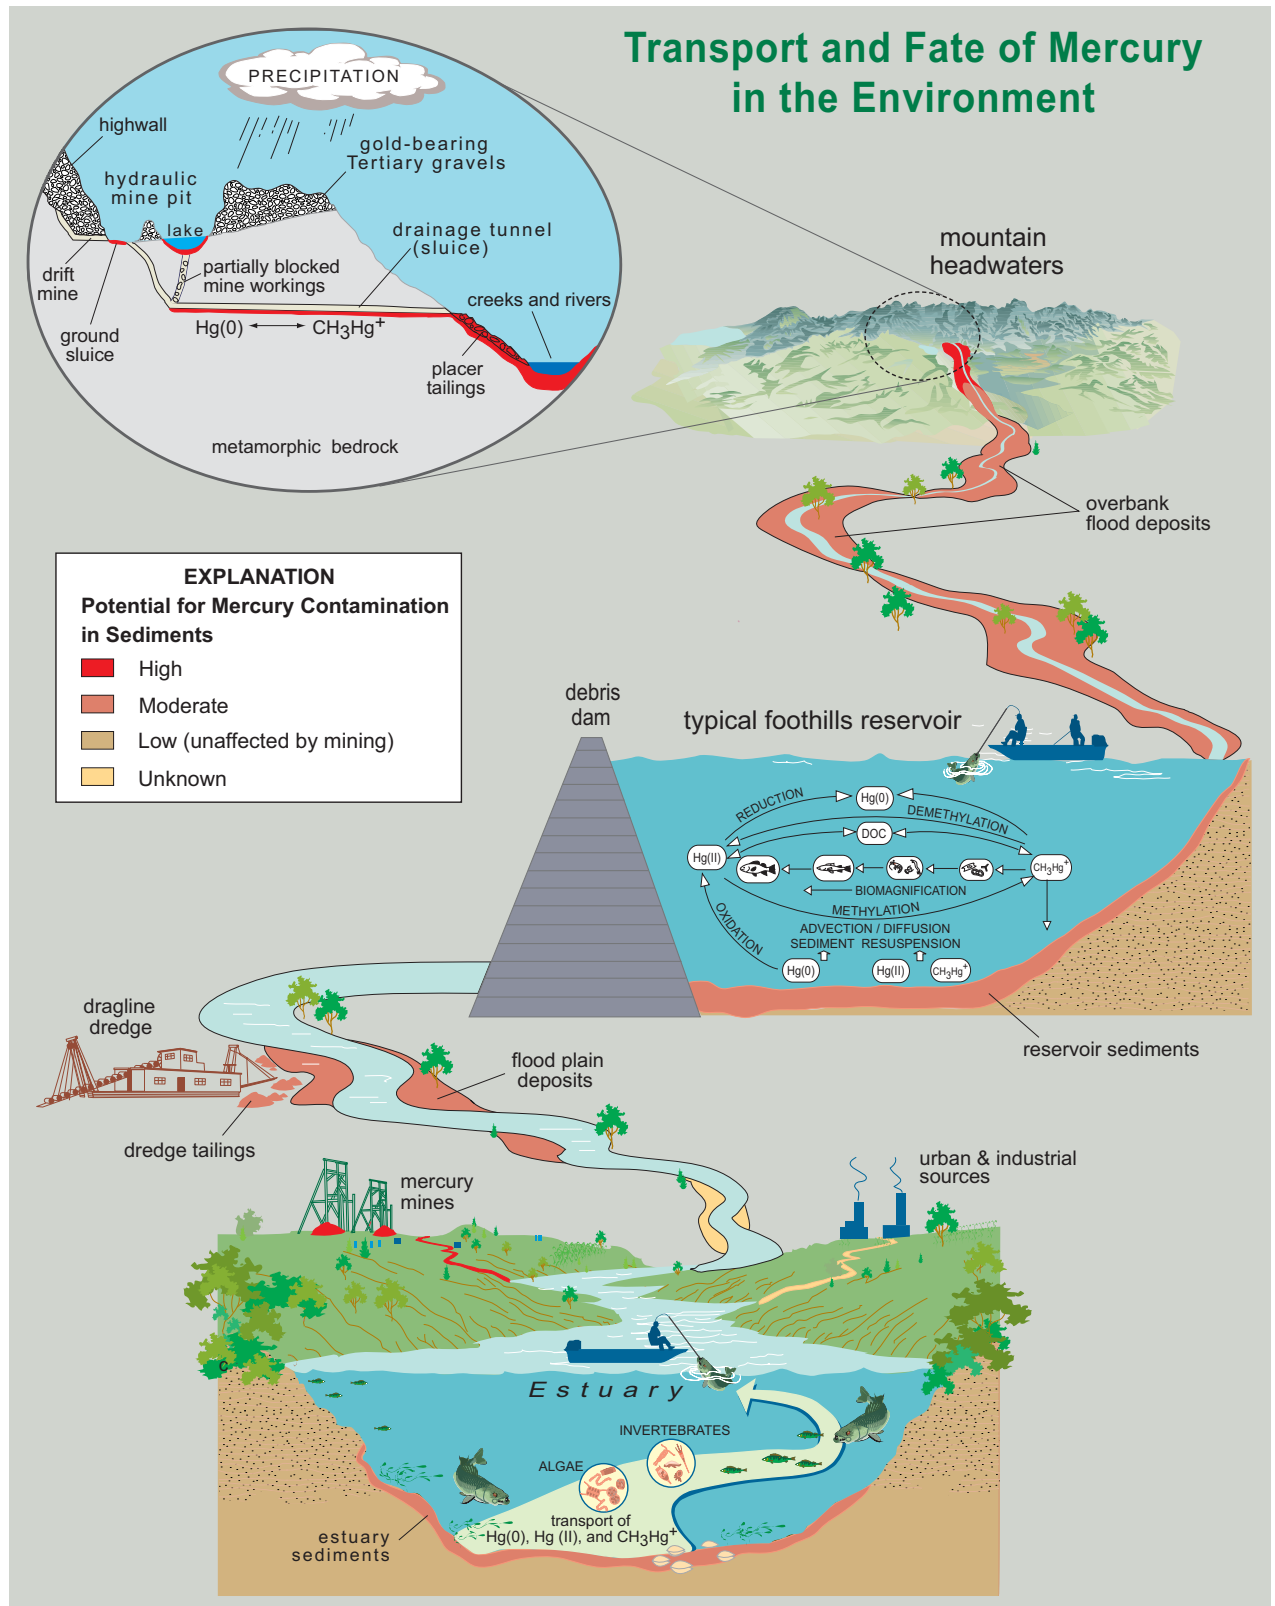 Transport and Fate of Mercury
in the Environment
PRECIPITATION
highwall
gold-bearing
Tertiary gravels
hydraulic
mine pit
lake
drainage tunnel
(sluice)
drift
mine
partially blocked
mine workings
creeks and rivers
ground
sluice
Hg(0)
CH3Hg+
placer
tailings
metamorphic bedrock
mountain
headwaters
overbank
flood deposits
EXPLANATION
Potential for Mercury Contamination
in Sediments
High
Moderate
Low (unaffected by mining)
Unknown
debris
dam
typical foothills reservoir
REDUCTION
Hg(0)
DEMETHYLATION
DOC
Hg(II)
CH3Hg+
BIOMAGNIFICATION
METHYLATION
OXIDATION
ADVECTION / DIFFUSION
SEDIMENT RESUSPENSION
Hg(0)
Hg(II)
CH3Hg+
reservoir sediments
dragline
dredge
flood plain
deposits
dredge tailings
mercury
mines
urban & industrial
sources
C
Estuary
INVERTEBRATES
ALGAE
transport of
Hg(0), Hg (II), and CH3Hg+
estuary
sediments